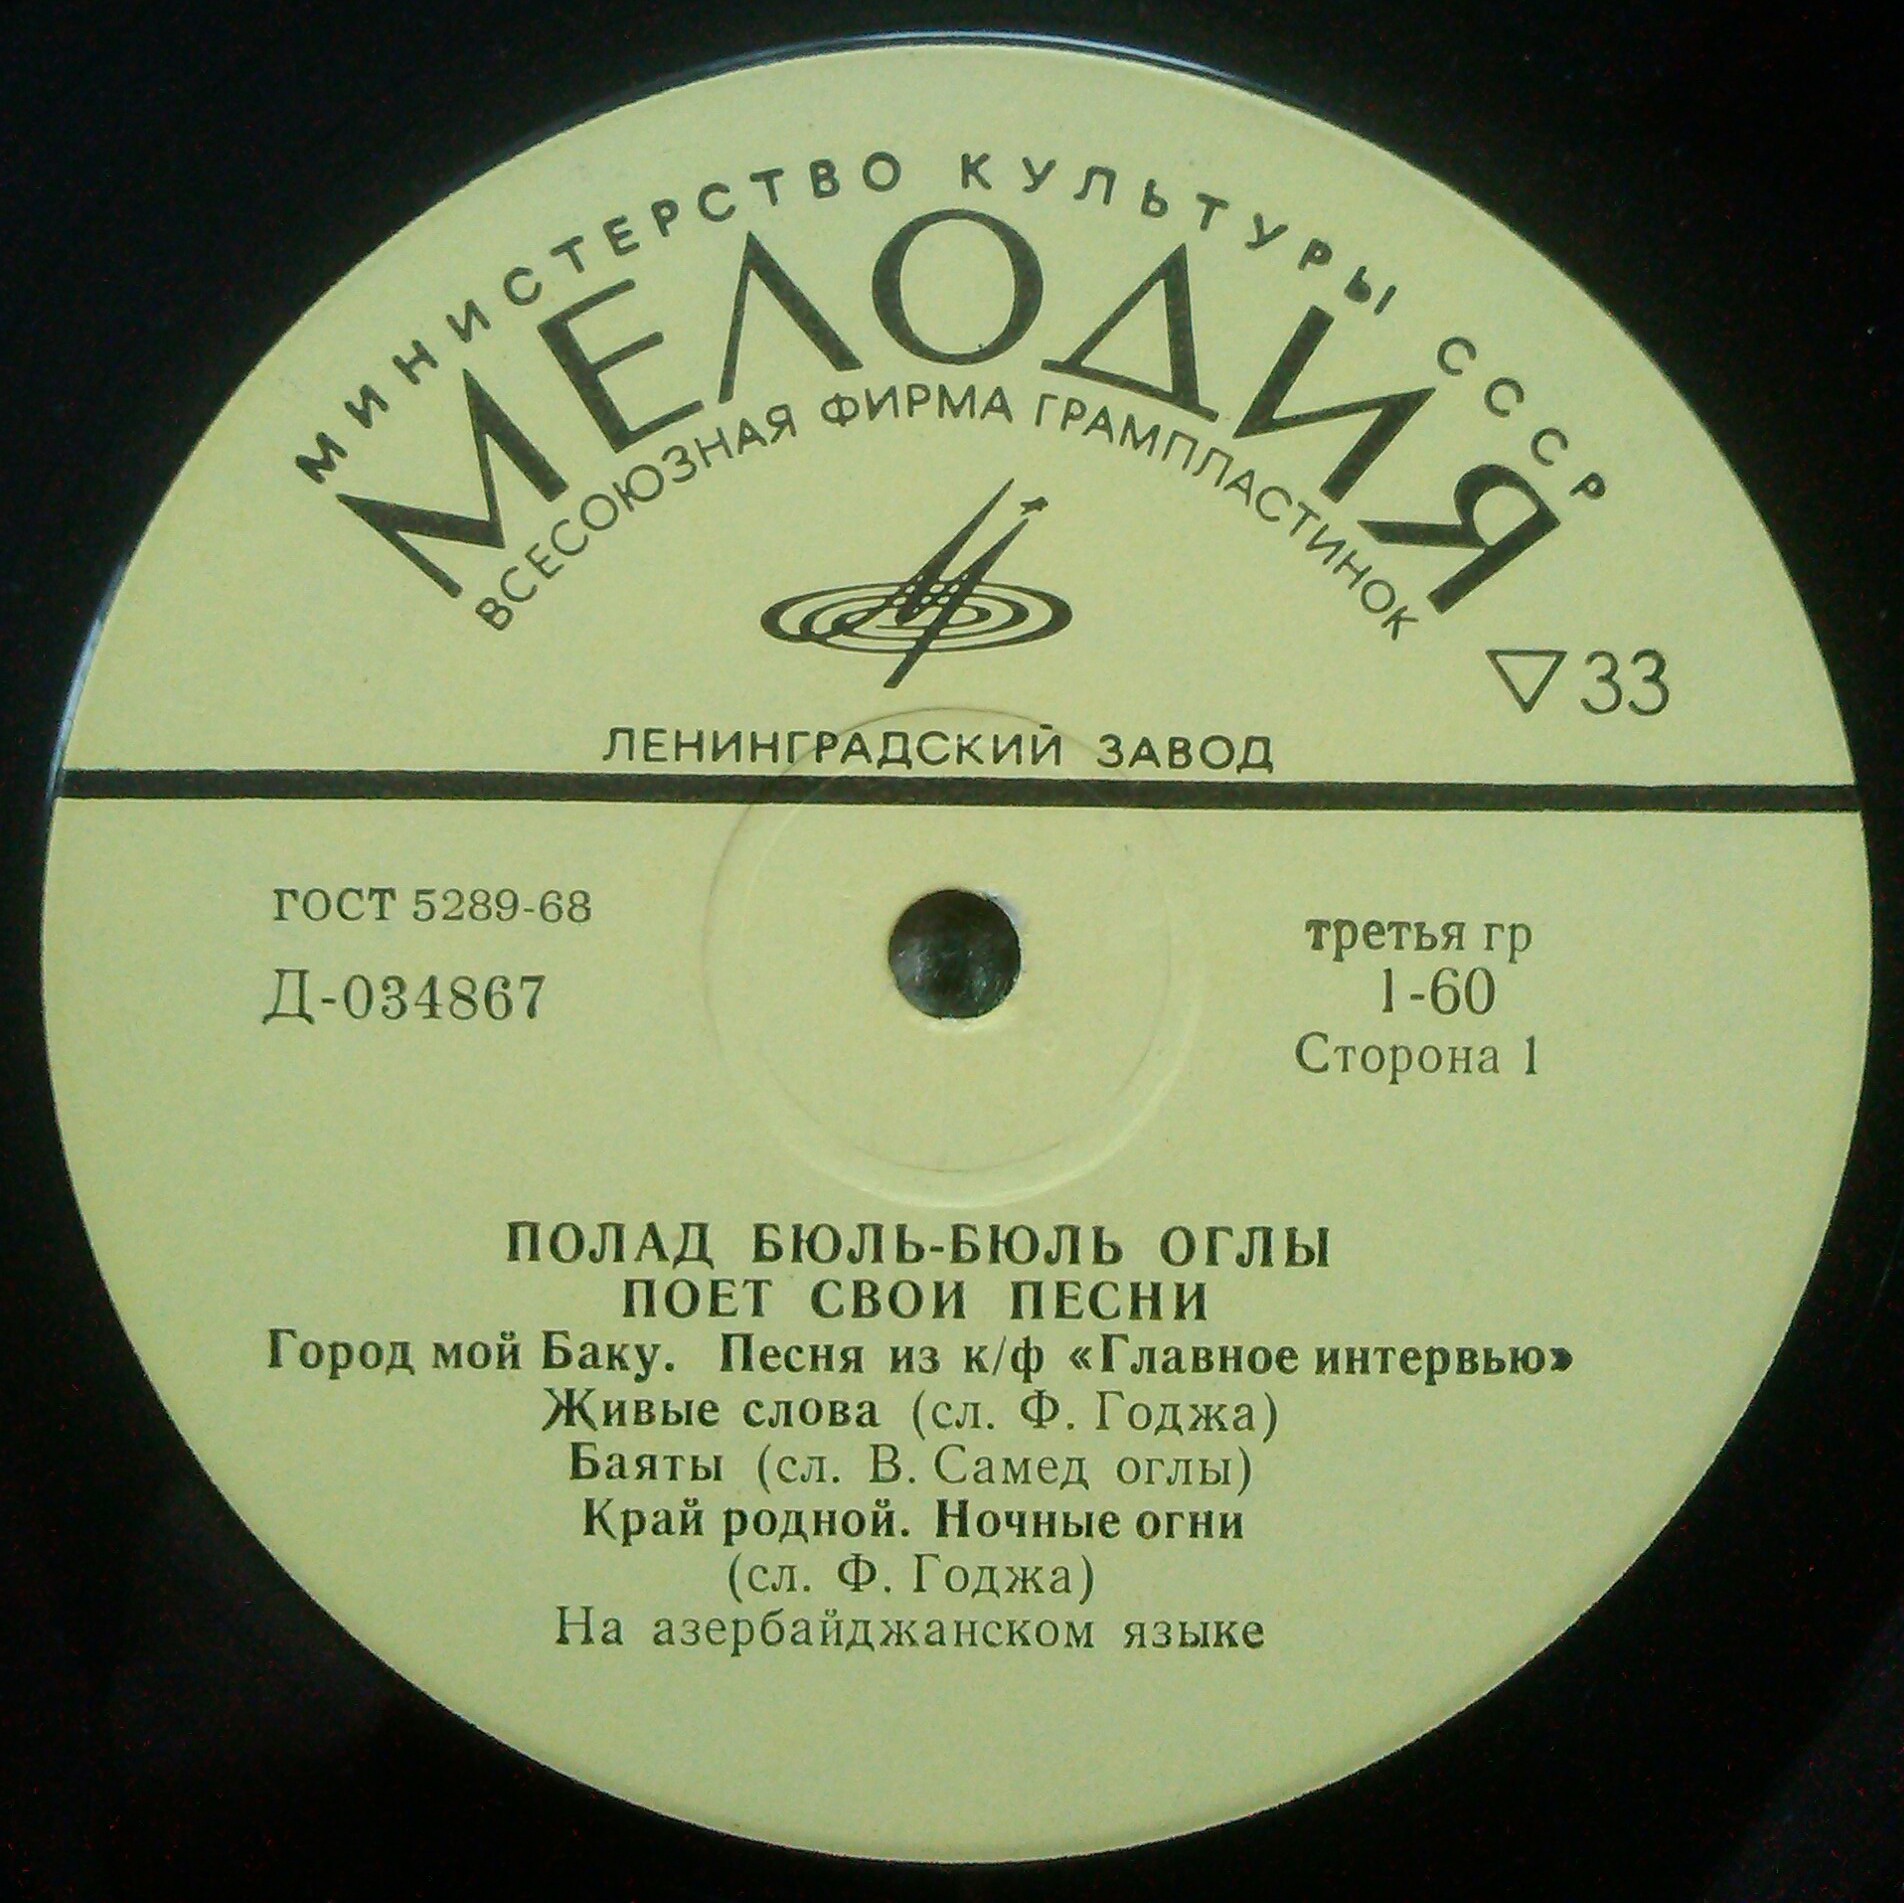 МИНИСТЕРСТВО КУЛЬТУРЫ СССР
МЕЛОДИЯ
ВСЕСОЮЗНАЯ ФИРМА ГРАМПЛАСТИНОК
▽33
ЛЕНИНГРАДСКИЙ ЗАВОД
ГОСТ 5289-68
Д-034867
третья гр
1-60
Сторона 1
ПОЛАД БЮЛЬ-БЮЛЬ ОГЛЫ
ПОЕТ СВОИ ПЕСНИ
Город мой Баку. Песня из к/ф «Главное интервью»
Живые слова (сл. Ф. Годжа)
Баяты (сл. В. Самед оглы)
Край родной. Ночные огни
(сл. Ф. Годжа)
На азербайджанском языке